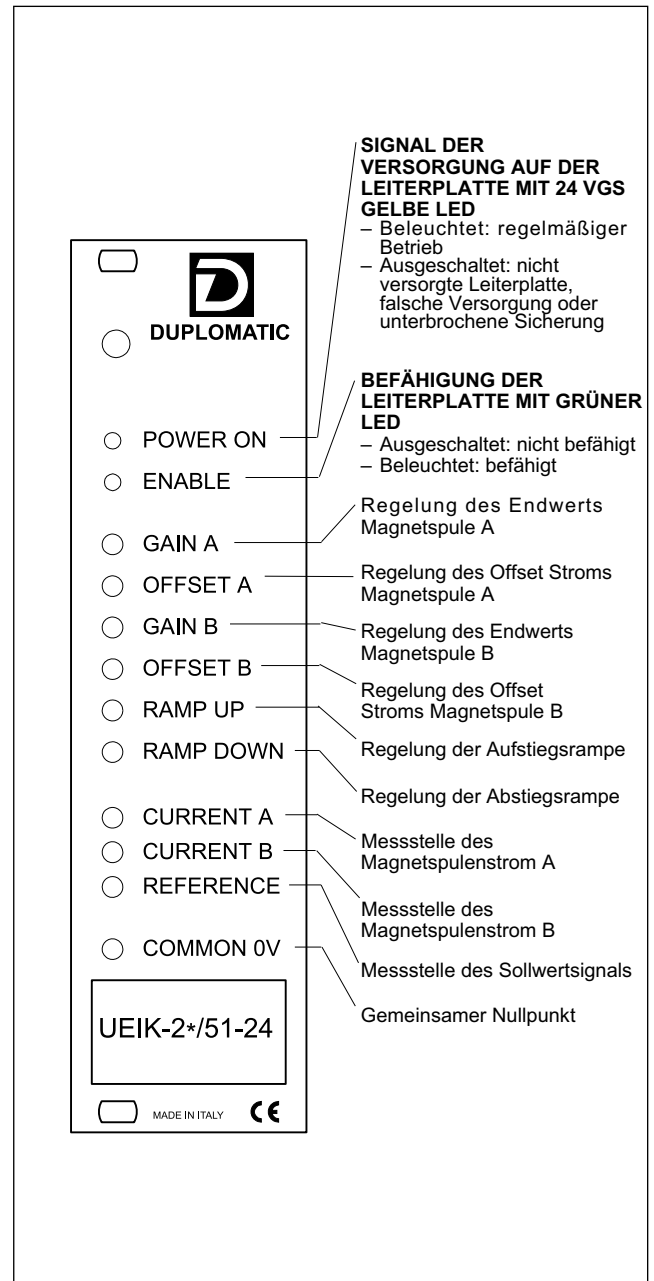 SIGNAL DER
VERSORGUNG AUF DER
LEITERPLATTE MIT 24 VGS
GELBE LED
– Beleuchtet: regelmäßiger
Betrieb
– Ausgeschaltet: nicht
versorgte Leiterplatte,
falsche Versorgung oder
unterbrochene Sicherung
BEFÄHIGUNG DER
LEITERPLATTE MIT GRÜNER
LED
– Ausgeschaltet: nicht befähigt
– Beleuchtet: befähigt
Regelung des Endwerts
Magnetspule A
Regelung des Offset Stroms
Magnetspule A
Regelung des Endwerts
Magnetspule B
Regelung des Offset
Stroms Magnetspule B
Regelung der Aufstiegsrampe
Regelung der Abstiegsrampe
Messstelle des
Magnetspulenstrom A
Messstelle des
Magnetspulenstrom B
Messstelle des Sollwertsignals
Gemeinsamer Nullpunkt
D
DUPLOMATIC
POWER ON
ENABLE
GAIN A
OFFSET A
GAIN B
OFFSET B
RAMP UP
RAMP DOWN
CURRENT A
CURRENT B
REFERENCE
COMMON 0V
UEIK-2*/51-24
MADE IN ITALY CE